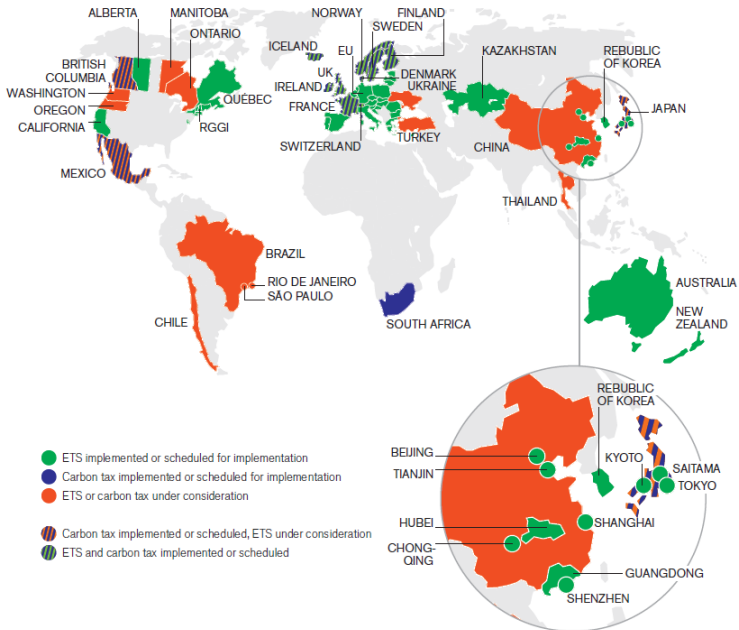 ALBERTA
MANITOBA
ONTARIO
BRITISH
COLUMBIA
WASHINGTON
OREGON
CALIFORNIA
QUÉBEC
RGGI
MEXICO
NORWAY
SWEDEN
FINLAND
ICELAND
EU
UK
IRELAND
FRANCE
DENMARK
UKRAINE
SWITZERLAND
TURKEY
KAZAKHSTAN
REPUBLIC
OF KOREA
JAPAN
CHINA
THAILAND
BRAZIL
RIO DE JANEIRO
SÃO PAULO
CHILE
SOUTH AFRICA
AUSTRALIA
NEW
ZEALAND
REPUBLIC
OF KOREA
BEIJING
TIANJIN
KYOTO
SAITAMA
TOKYO
HUBEI
SHANGHAI
CHONG-
QING
GUANGDONG
SHENZHEN
ETS implemented or scheduled for implementation
Carbon tax implemented or scheduled for implementation
ETS or carbon tax under consideration
Carbon tax implemented or scheduled, ETS under consideration
ETS and carbon tax implemented or scheduled